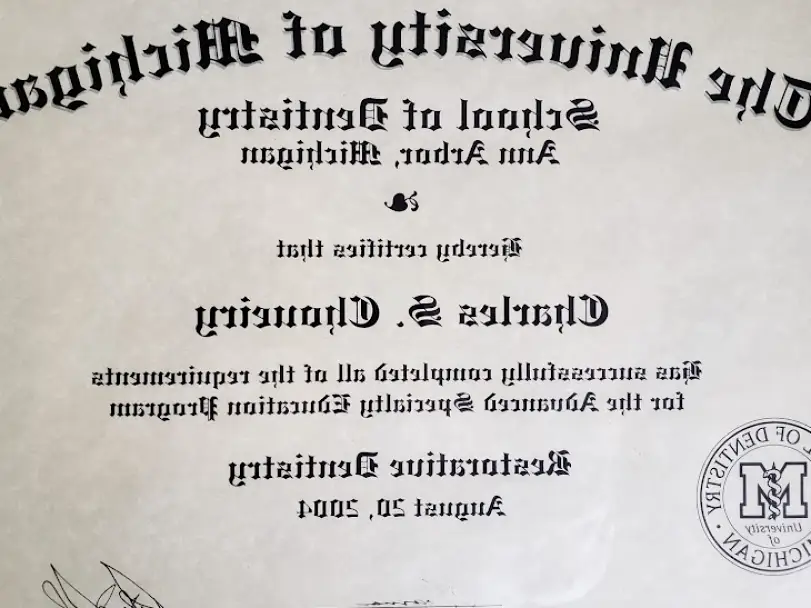 The University of Michigan
School of Dentistry
Ann Arbor, Michigan
Hereby certifies that
Charles S. Choueiry
Has successfully completed all of the requirements
for the Advanced Specialty Education Program
Restorative Dentistry
August 20, 2004
OF DENTISTRY · MICHIGAN
M
University
of